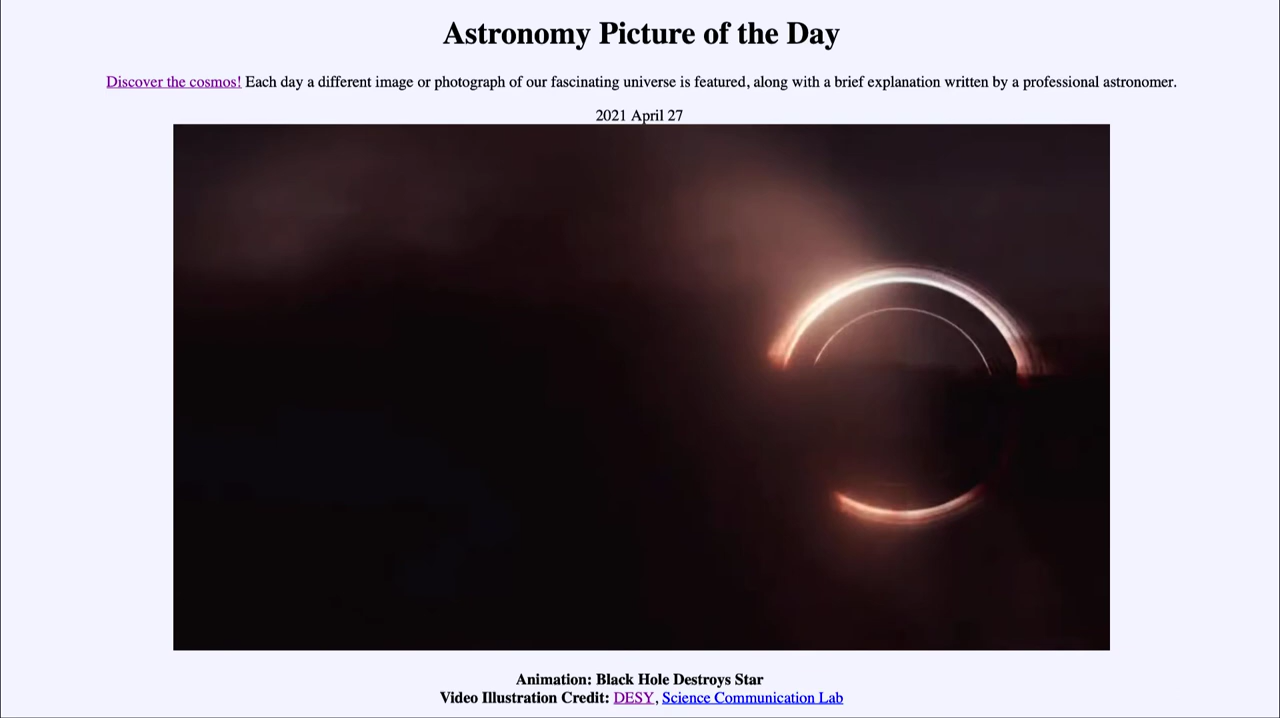 Astronomy Picture of the Day
Discover the cosmos! Each day a different image or photograph of our fascinating universe is featured, along with a brief explanation written by a professional astronomer.
2021 April 27
Animation: Black Hole Destroys Star
Video Illustration Credit: DESY, Science Communication Lab